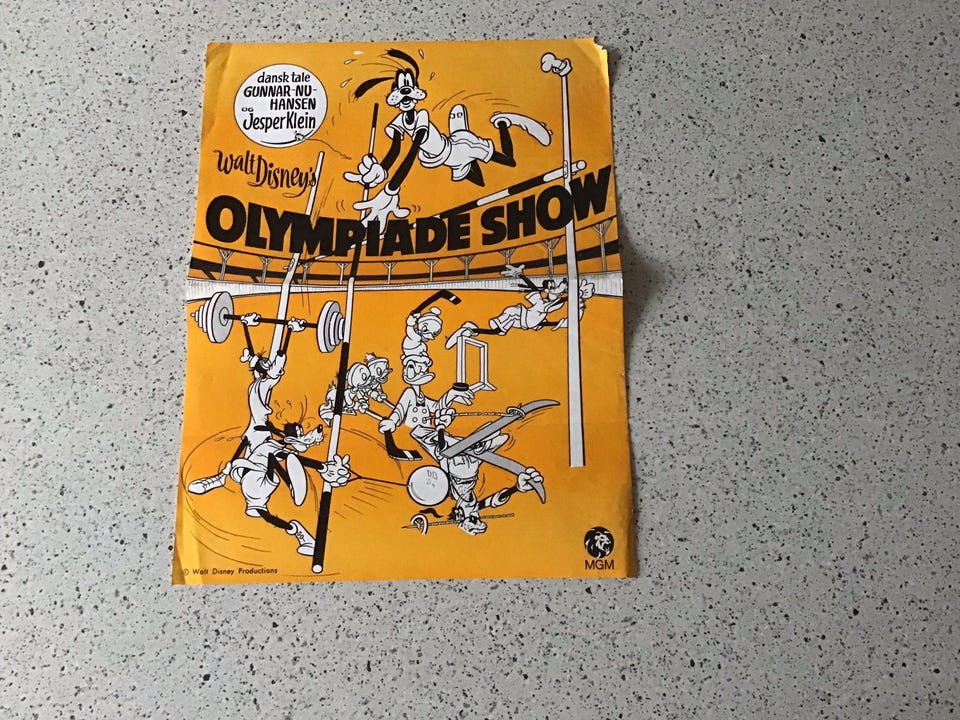 dansk tale
GUNNAR-NU-
HANSEN
og
Jesper Klein
Walt Disney's
OLYMPIADE SHOW
© Walt Disney Productions
MGM